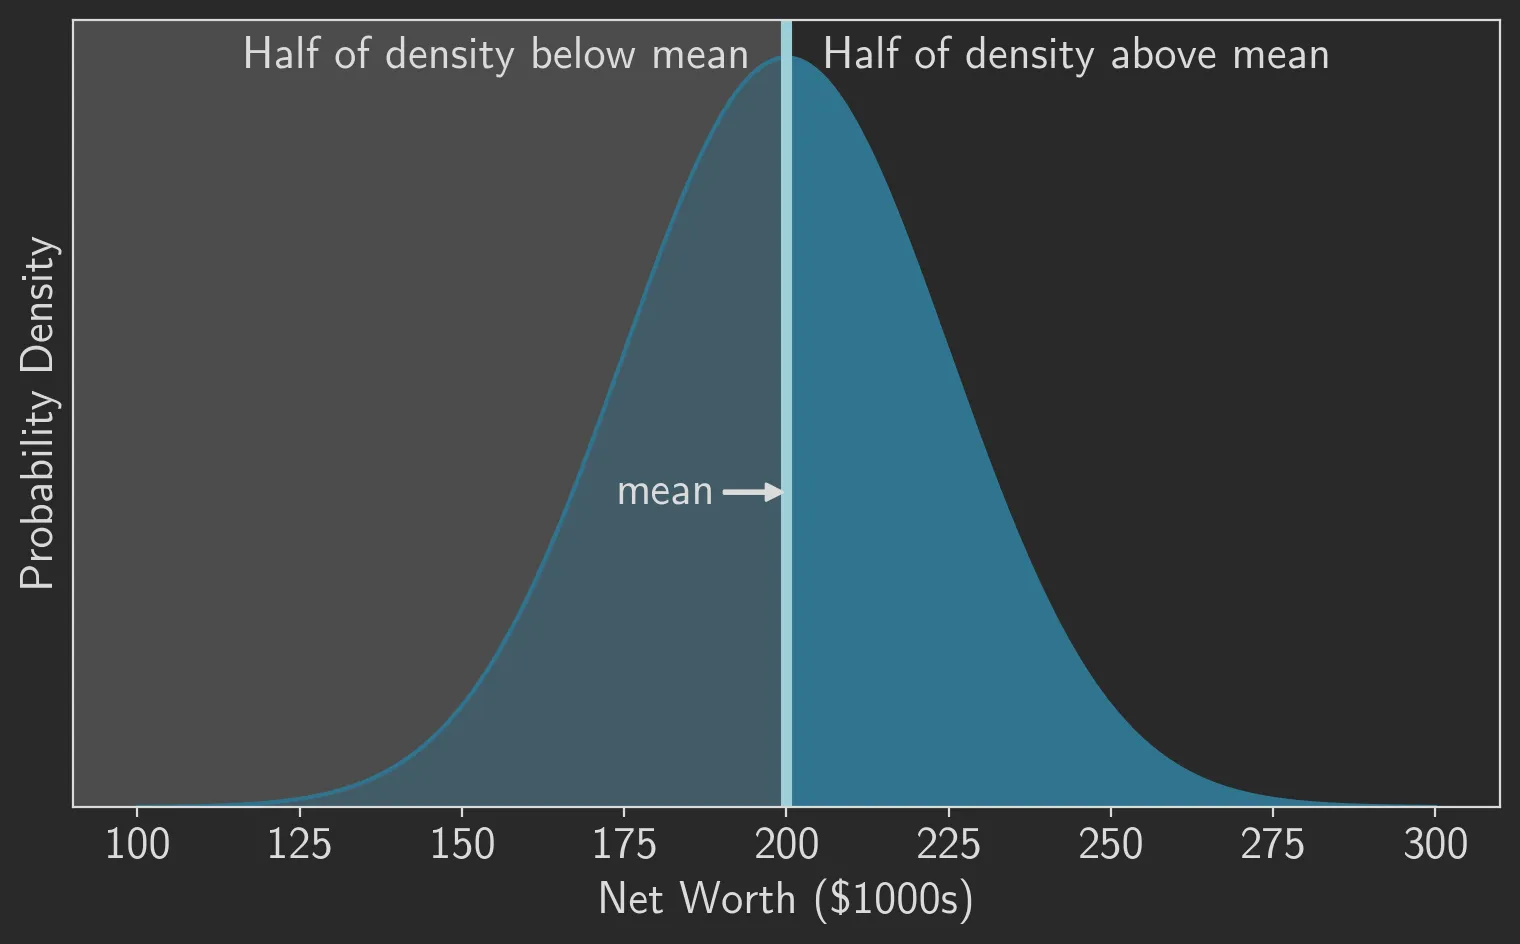 Half of density below mean
Half of density above mean
Probability Density
mean
100 125 150 175 200 225 250 275 300
Net Worth ($1000s)